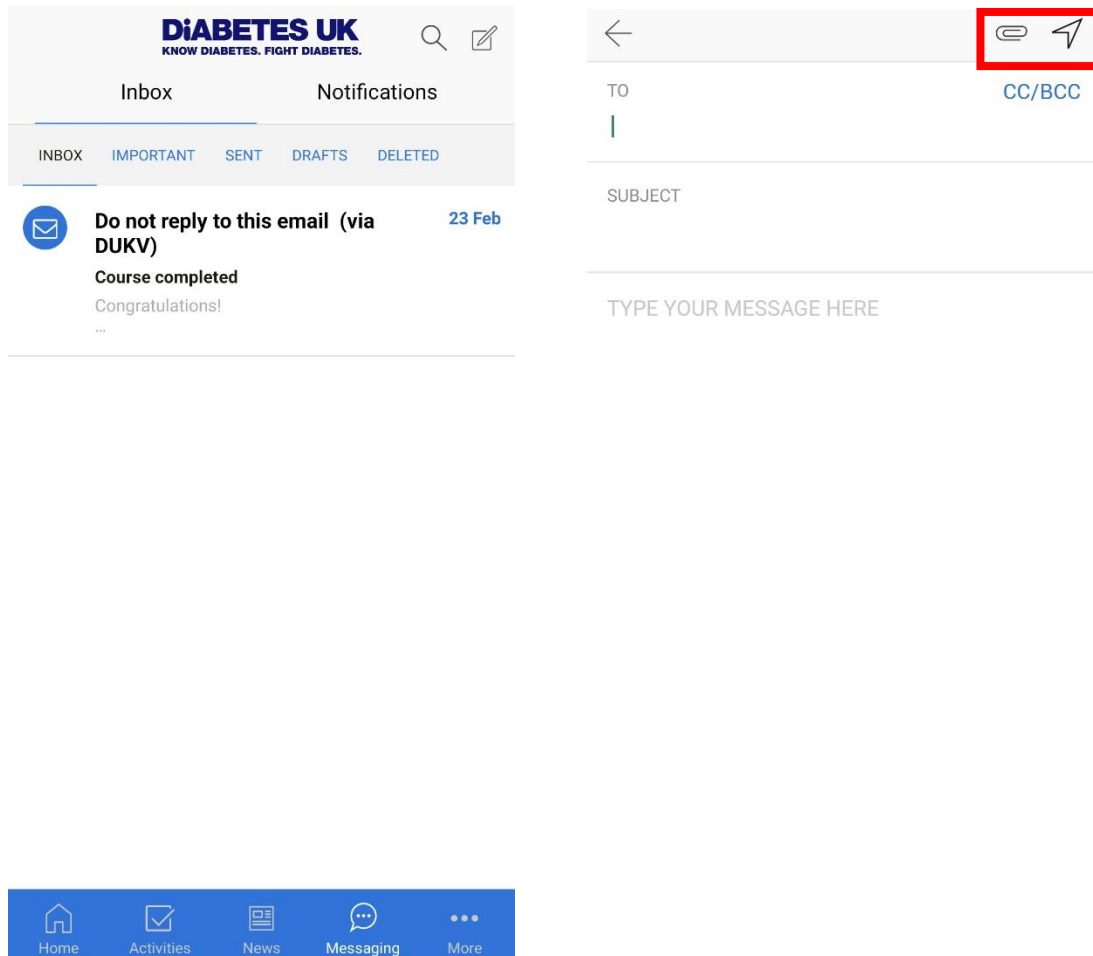 DiABETES UK
KNOW DIABETES. FIGHT DIABETES.
Inbox Notifications
INBOX IMPORTANT SENT DRAFTS DELETED
Do not reply to this email (via
DUKV)
23 Feb
Course completed
Congratulations!
...
Home Activities News Messaging More
TO CC/BCC
SUBJECT
TYPE YOUR MESSAGE HERE